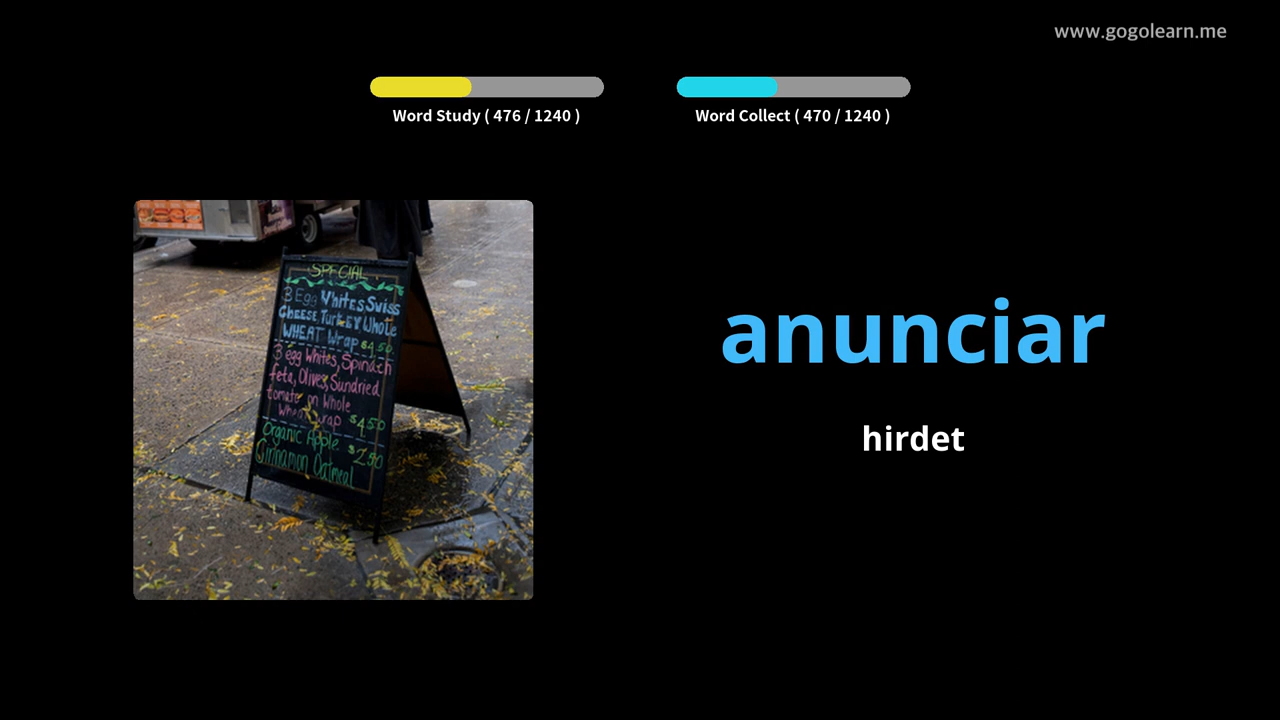 www.gogolearn.me
Word Study ( 476 / 1240 )
Word Collect ( 470 / 1240 )
SPECIAL
3 Egg Whites, Swiss
Cheese, Turkey Whole
WHEAT Wrap $4.50
3 egg Whites, Spinach
feta, Olives, Sundried
tomato on Whole
Wheat Wrap $4.50
Organic Apple
Cinnamon Oatmeal $2.50
anunciar
hirdet